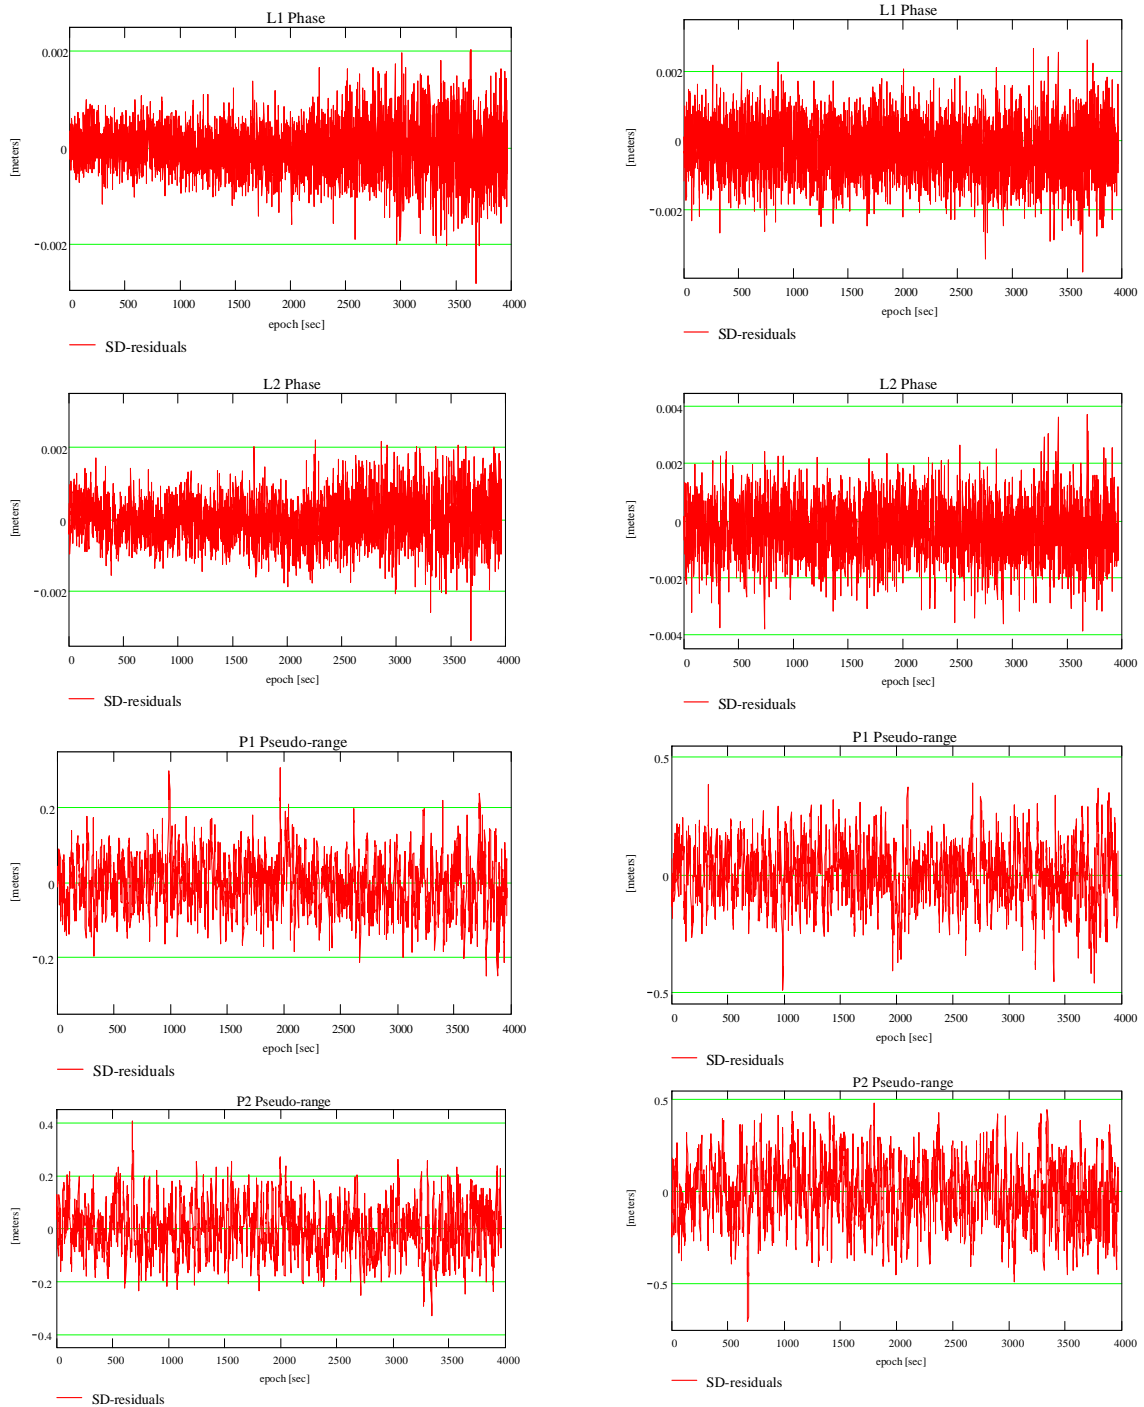 L1 Phase
0.002
0
−0.002
[meters]
0 500 1000 1500 2000 2500 3000 3500 4000
epoch [sec]
SD-residuals
L1 Phase
0.002
0
−0.002
[meters]
0 500 1000 1500 2000 2500 3000 3500 4000
epoch [sec]
SD-residuals
L2 Phase
0.002
0
−0.002
[meters]
0 500 1000 1500 2000 2500 3000 3500 4000
epoch [sec]
SD-residuals
L2 Phase
0.004
0.002
0
−0.002
−0.004
[meters]
0 500 1000 1500 2000 2500 3000 3500 4000
epoch [sec]
SD-residuals
P1 Pseudo-range
0.2
0
−0.2
[meters]
0 500 1000 1500 2000 2500 3000 3500 4000
epoch [sec]
SD-residuals
P1 Pseudo-range
0.5
0
−0.5
[meters]
0 500 1000 1500 2000 2500 3000 3500 4000
epoch [sec]
SD-residuals
P2 Pseudo-range
0.4
0.2
0
−0.2
−0.4
[meters]
0 500 1000 1500 2000 2500 3000 3500 4000
epoch [sec]
SD-residuals
P2 Pseudo-range
0.5
0
−0.5
[meters]
0 500 1000 1500 2000 2500 3000 3500 4000
epoch [sec]
SD-residuals